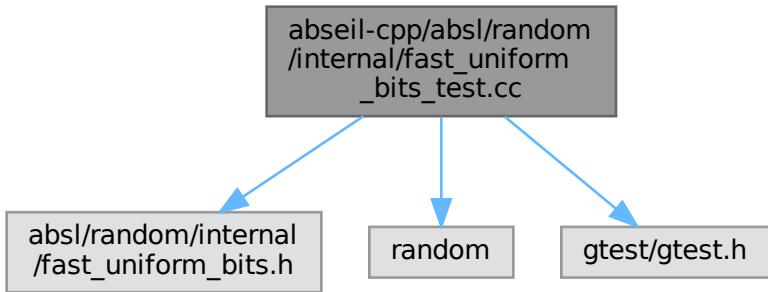 abseil-cpp/absl/random
/internal/fast_uniform
_bits_test.cc
absl/random/internal
/fast_uniform_bits.h
random
gtest/gtest.h